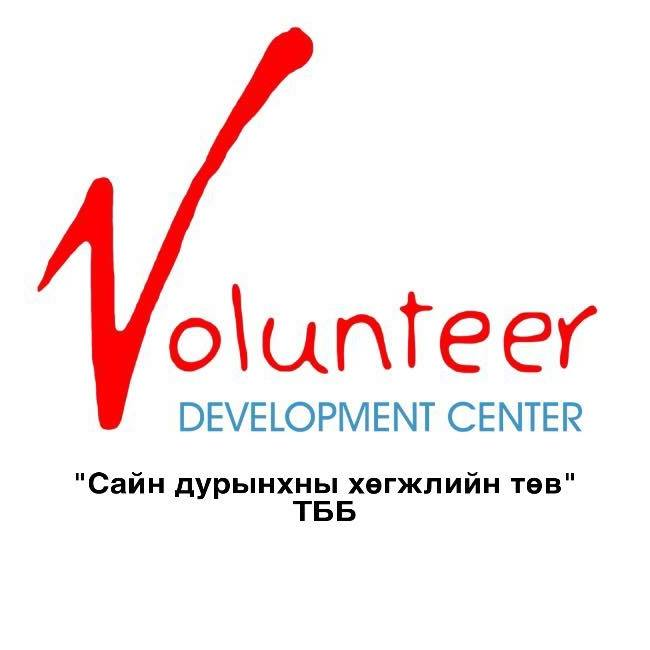 Volunteer
DEVELOPMENT CENTER
"Сайн дурынхны хөгжлийн төв"
ТББ